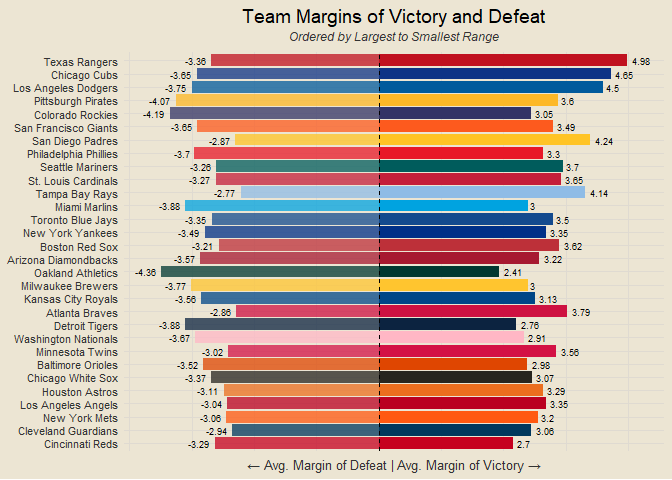 Team Margins of Victory and Defeat
Ordered by Largest to Smallest Range
Texas Rangers -3.36 4.98
Chicago Cubs -3.65 4.65
Los Angeles Dodgers -3.75 4.5
Pittsburgh Pirates -4.07 3.6
Colorado Rockies -4.19 3.05
San Francisco Giants -3.65 3.49
San Diego Padres -2.87 4.24
Philadelphia Phillies -3.7 3.3
Seattle Mariners -3.26 3.7
St. Louis Cardinals -3.27 3.65
Tampa Bay Rays -2.77 4.14
Miami Marlins -3.88 3
Toronto Blue Jays -3.35 3.5
New York Yankees -3.49 3.35
Boston Red Sox -3.21 3.62
Arizona Diamondbacks -3.57 3.22
Oakland Athletics -4.36 2.41
Milwaukee Brewers -3.77 3
Kansas City Royals -3.56 3.13
Atlanta Braves -2.86 3.79
Detroit Tigers -3.88 2.76
Washington Nationals -3.67 2.91
Minnesota Twins -3.02 3.56
Baltimore Orioles -3.52 2.98
Chicago White Sox -3.37 3.07
Houston Astros -3.11 3.29
Los Angeles Angels -3.04 3.35
New York Mets -3.06 3.2
Cleveland Guardians -2.94 3.06
Cincinnati Reds -3.29 2.7
← Avg. Margin of Defeat | Avg. Margin of Victory →